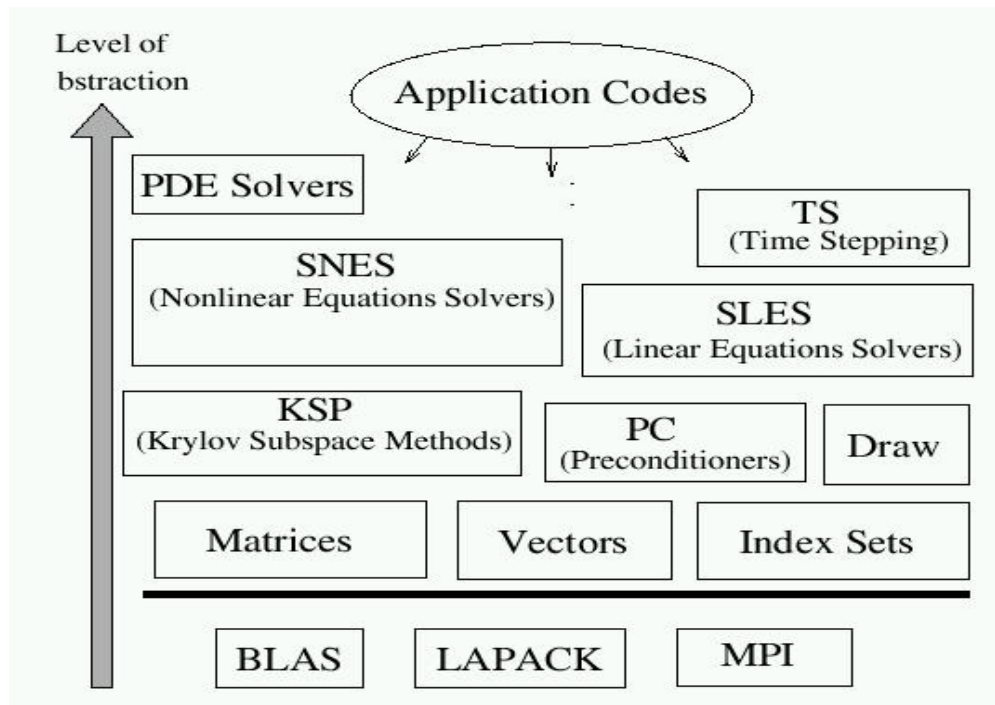 Level of
bstraction
Application Codes
PDE Solvers
TS
(Time Stepping)
SNES
(Nonlinear Equations Solvers)
SLES
(Linear Equations Solvers)
KSP
(Krylov Subspace Methods)
PC
(Preconditioners)
Draw
Matrices
Vectors
Index Sets
BLAS
LAPACK
MPI